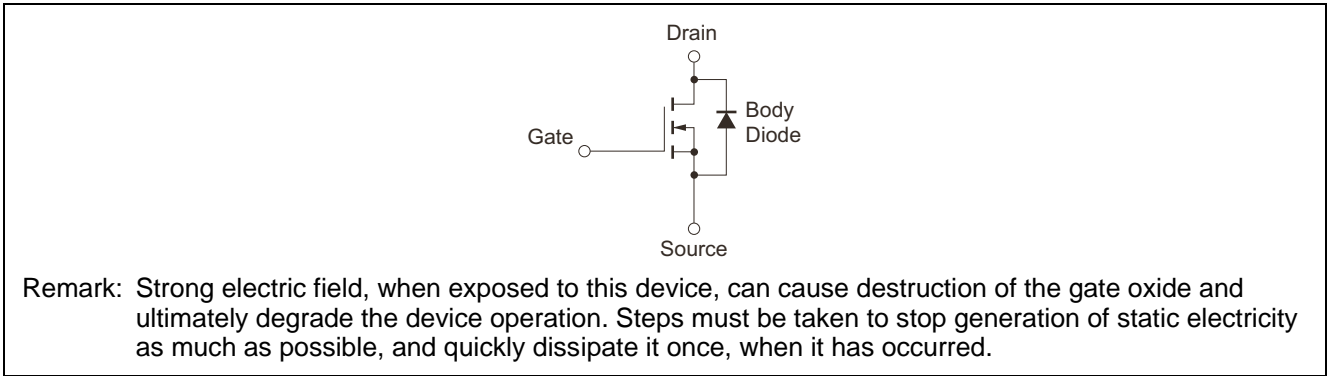 Drain
Body
Diode
Gate
Source
Remark: Strong electric field, when exposed to this device, can cause destruction of the gate oxide and
ultimately degrade the device operation. Steps must be taken to stop generation of static electricity
as much as possible, and quickly dissipate it once, when it has occurred.